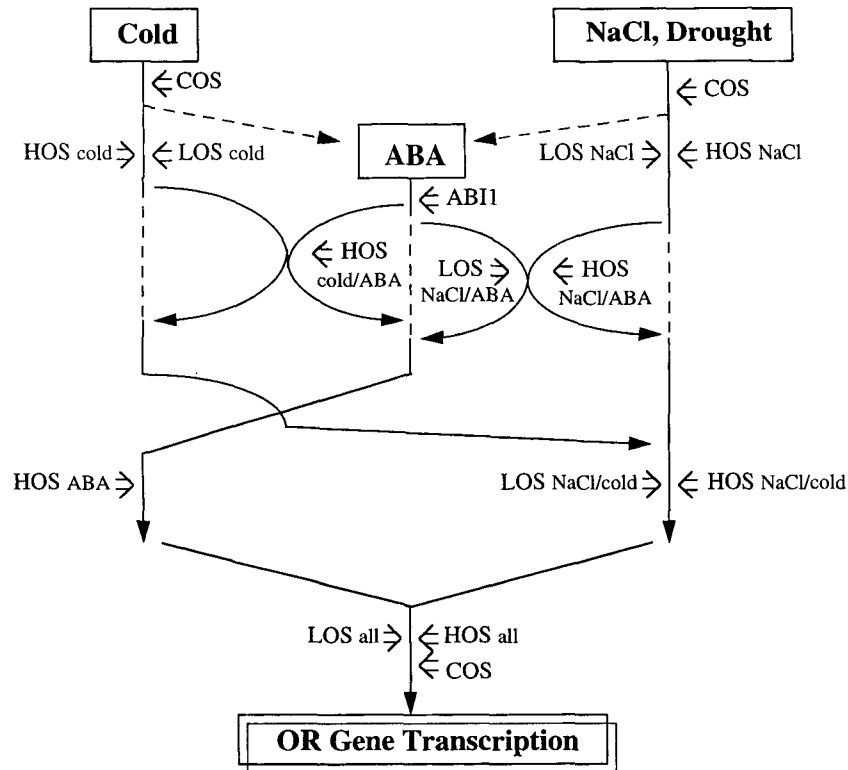 Cold
NaCl, Drought
COS
COS
ABA
HOS cold
LOS cold
LOS NaCl
HOS NaCl
ABI1
HOS
cold/ABA
LOS
NaCl/ABA
HOS
NaCl/ABA
HOS ABA
LOS NaCl/cold
HOS NaCl/cold
LOS all
HOS all
COS
OR Gene Transcription